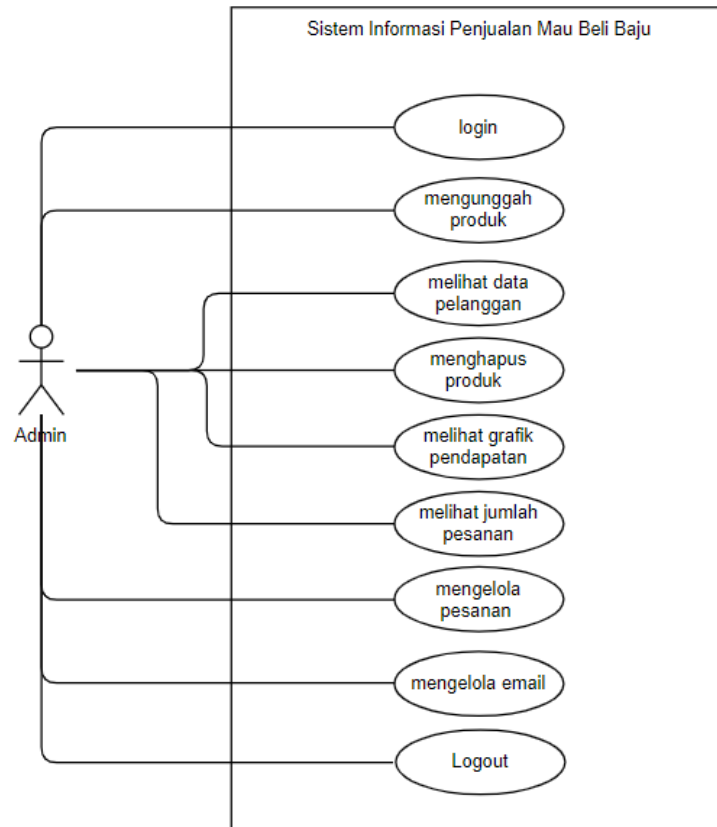 Sistem Informasi Penjualan Mau Beli Baju
login
mengunggah
produk
melihat data
pelanggan
menghapus
produk
Admin
melihat grafik
pendapatan
melihat jumlah
pesanan
mengelola
pesanan
mengelola email
Logout